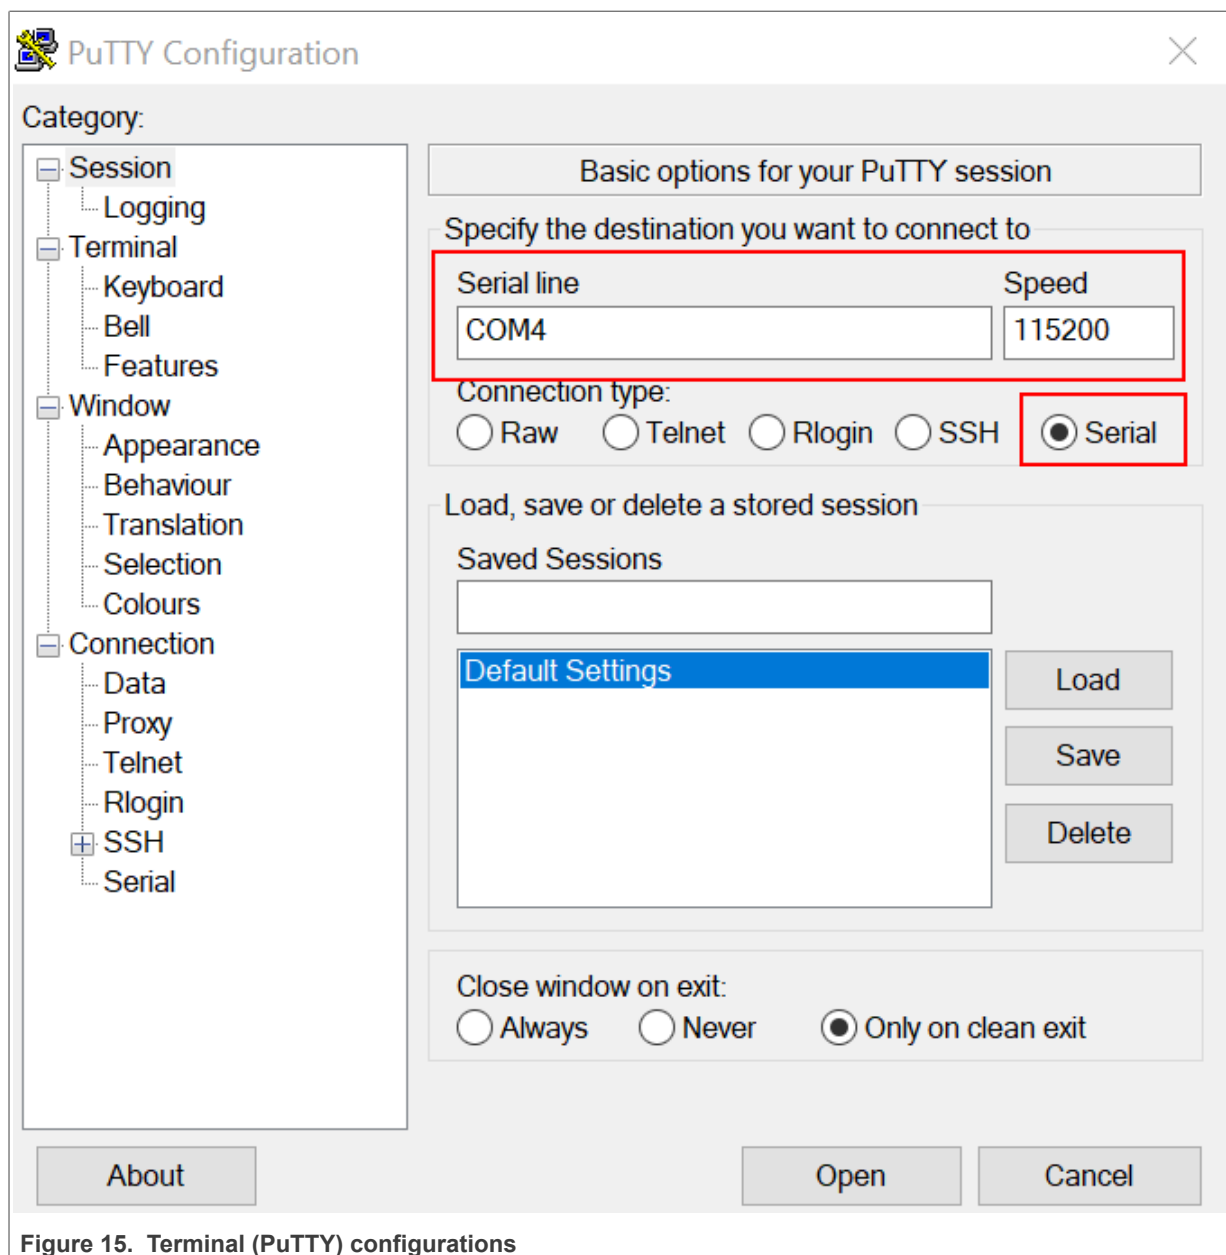 PuTTY Configuration
Category:
Session
Logging
Terminal
Keyboard
Bell
Features
Window
Appearance
Behaviour
Translation
Selection
Colours
Connection
Data
Proxy
Telnet
Rlogin
SSH
Serial
Basic options for your PuTTY session
Specify the destination you want to connect to
Serial line Speed
COM4 115200
Connection type:
Raw Telnet Rlogin SSH Serial
Load, save or delete a stored session
Saved Sessions
Default Settings
Load
Save
Delete
Close window on exit:
Always Never Only on clean exit
About Open Cancel
Figure 15. Terminal (PuTTY) configurations